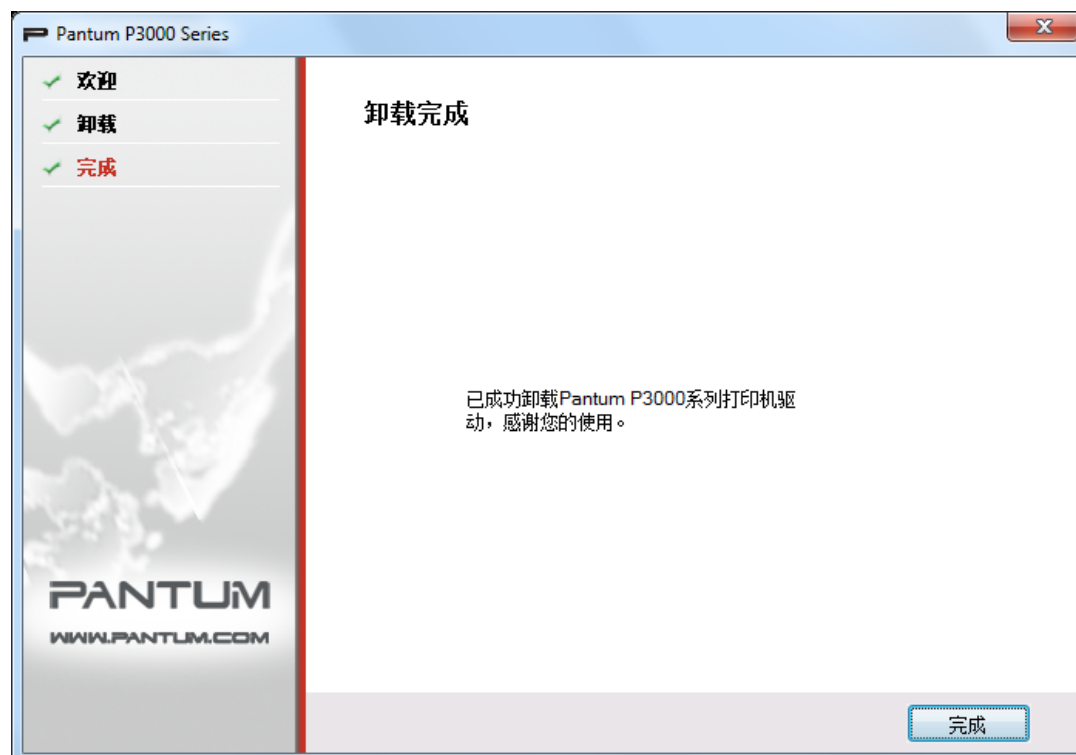 Pantum P3000 Series
欢迎
卸载
完成
卸载完成
已成功卸载Pantum P3000系列打印机驱
动，感谢您的使用。
PANTUM
WWW.PANTUM.COM
完成